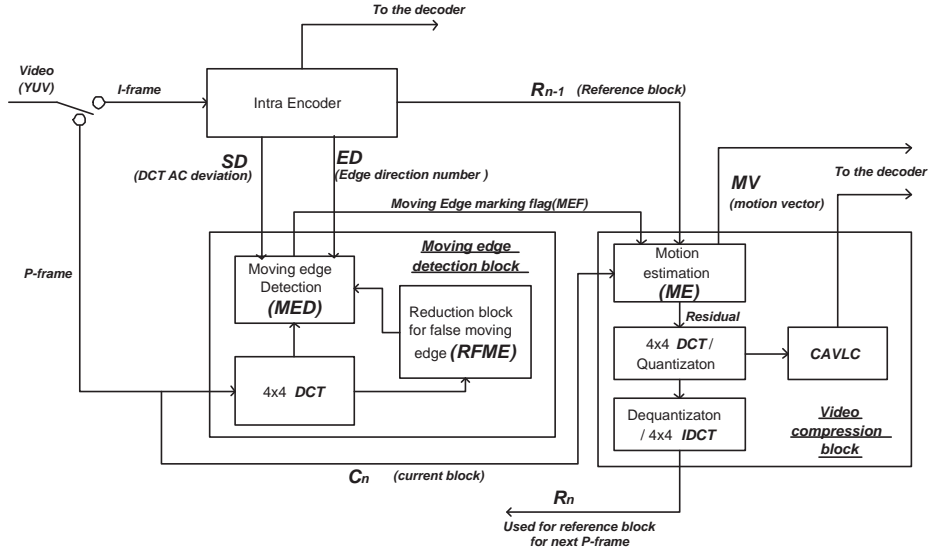 To the decoder
Video
(YUV)
I-frame
Intra Encoder
Rn-1 (Reference block)
SD
(DCT AC deviation)
ED
(Edge direction number )
MV
(motion vector)
To the decoder
Moving Edge marking flag(MEF)
P-frame
Moving edge
detection block
Moving edge
Detection
(MED)
Reduction block
for false moving
edge (RFME)
4x4 DCT
Motion
estimation
(ME)
Residual
4x4 DCT /
Quantizaton
CAVLC
Dequantizaton
/ 4x4 IDCT
Video
compression
block
Cn (current block)
Rn
Used for reference block
for next P-frame